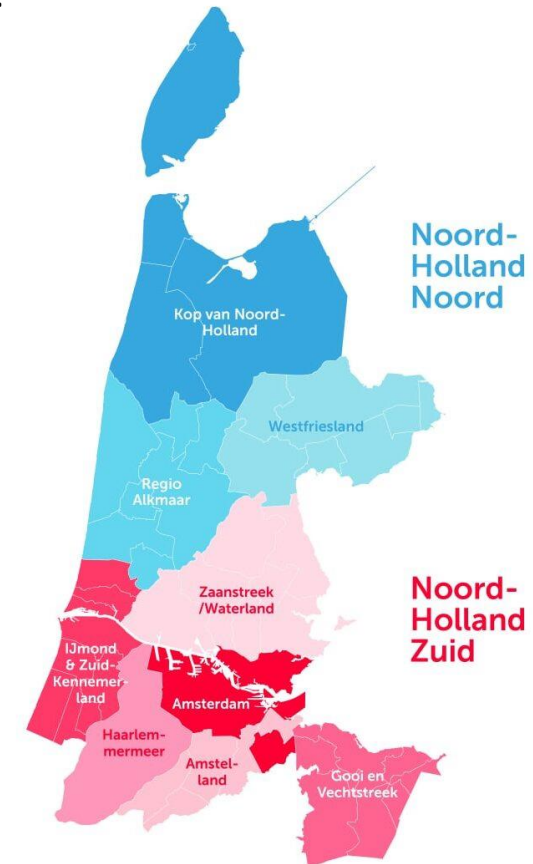 Noord-
Holland
Noord
Kop van Noord-
Holland
Westfriesland
Regio
Alkmaar
Noord-
Holland
Zuid
Zaanstreek
/Waterland
IJmond
& Zuid-
Kennemer-
land
Amsterdam
Haarlem-
mermeer
Amstel-
land
Gooi en
Vechtstreek